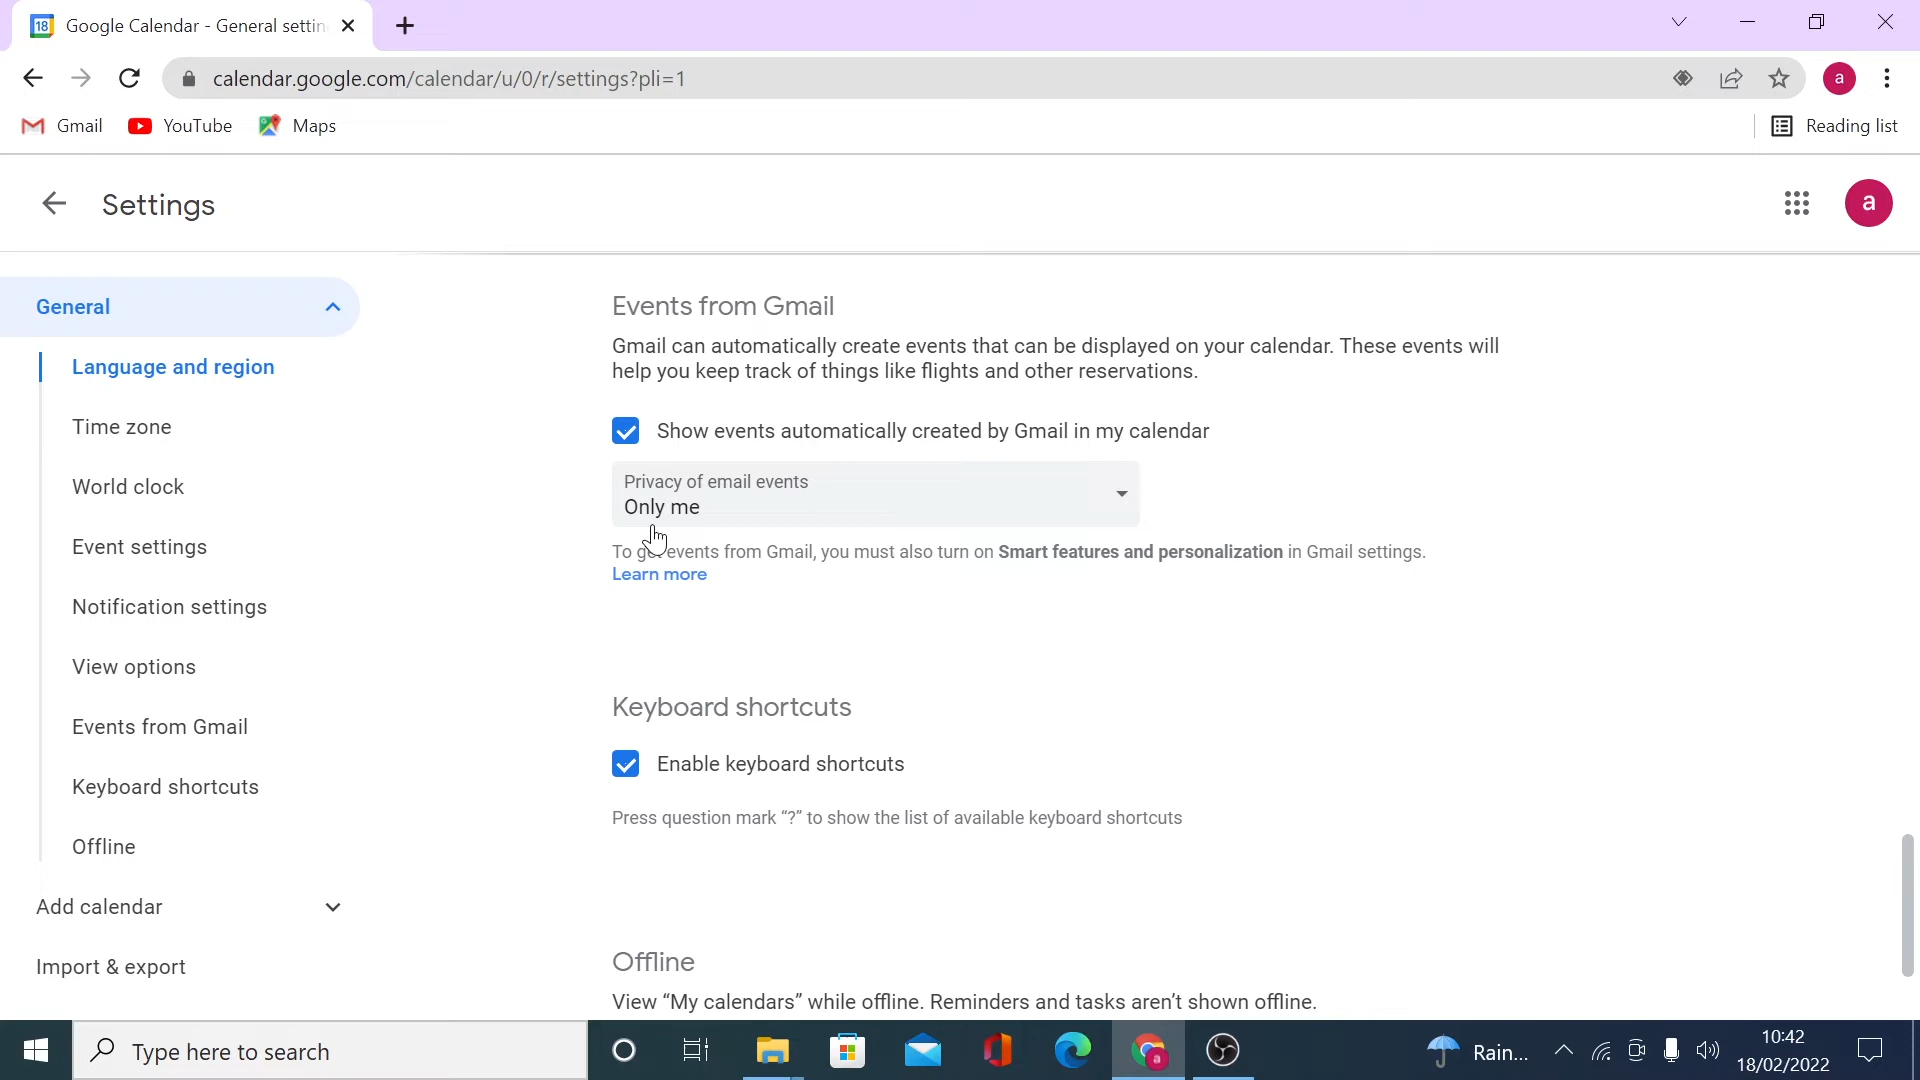 18
Google Calendar - General settin
calendar.google.com/calendar/u/0/r/settings?pli=1
a
Gmail
YouTube
Maps
Reading list
Settings
a
General
Language and region
Time zone
World clock
Event settings
Notification settings
View options
Events from Gmail
Keyboard shortcuts
Offline
Add calendar
Import & export
Events from Gmail
Gmail can automatically create events that can be displayed on your calendar. These events will
help you keep track of things like flights and other reservations.
Show events automatically created by Gmail in my calendar
Privacy of email events
Only me
To get events from Gmail, you must also turn on Smart features and personalization in Gmail settings.
Learn more
Keyboard shortcuts
Enable keyboard shortcuts
Press question mark “?” to show the list of available keyboard shortcuts
Offline
View “My calendars” while offline. Reminders and tasks aren’t shown offline.
Type here to search
a
Rain...
10:42
18/02/2022